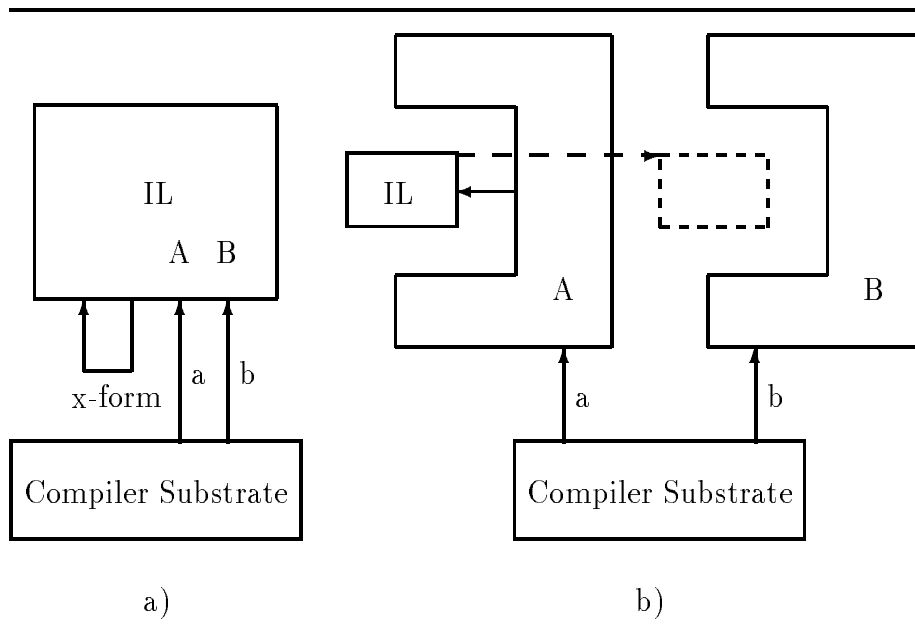 IL
A B
x-form
a
b
Compiler Substrate
a)
IL
A
B
a
b
Compiler Substrate
b)